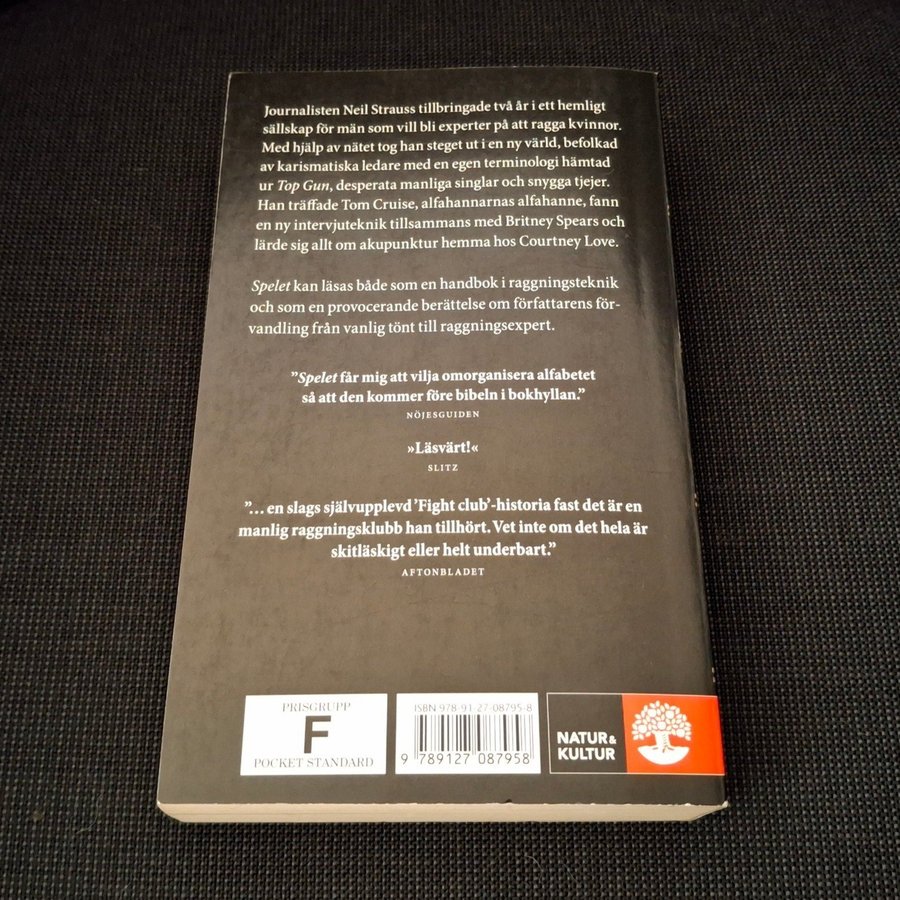 Journalisten Neil Strauss tillbringade två år i ett hemligt
sällskap för män som vill bli experter på att ragga kvinnor.
Med hjälp av nätet tog han steget ut i en ny värld, befolkad
av karismatiska ledare med en egen terminologi hämtad
ur Top Gun, desperata manliga singlar och snygga tjejer.
Han träffade Tom Cruise, alfahannarnas alfahanne, fann
en ny intervjuteknik tillsammans med Britney Spears och
lärde sig allt om akupunktur hemma hos Courtney Love.
Spelet kan läsas både som en handbok i raggningsteknik
och som en provocerande berättelse om författarens för-
vandling från vanlig tönt till raggningsexpert.
”Spelet får mig att vilja omorganisera alfabetet
så att den kommer före bibeln i bokhyllan.”
NÖJESGUIDEN
»Läsvärt!«
SLITZ
”… en slags självupplevd ’Fight club’-historia fast det är en
manlig raggningsklubb han tillhört. Vet inte om det hela är
skitläskigt eller helt underbart.”
AFTONBLADET
PRISGRUPP
F
POCKET STANDARD
ISBN 978-91-27-08795-8
9 789127 087958
NATUR &
KULTUR